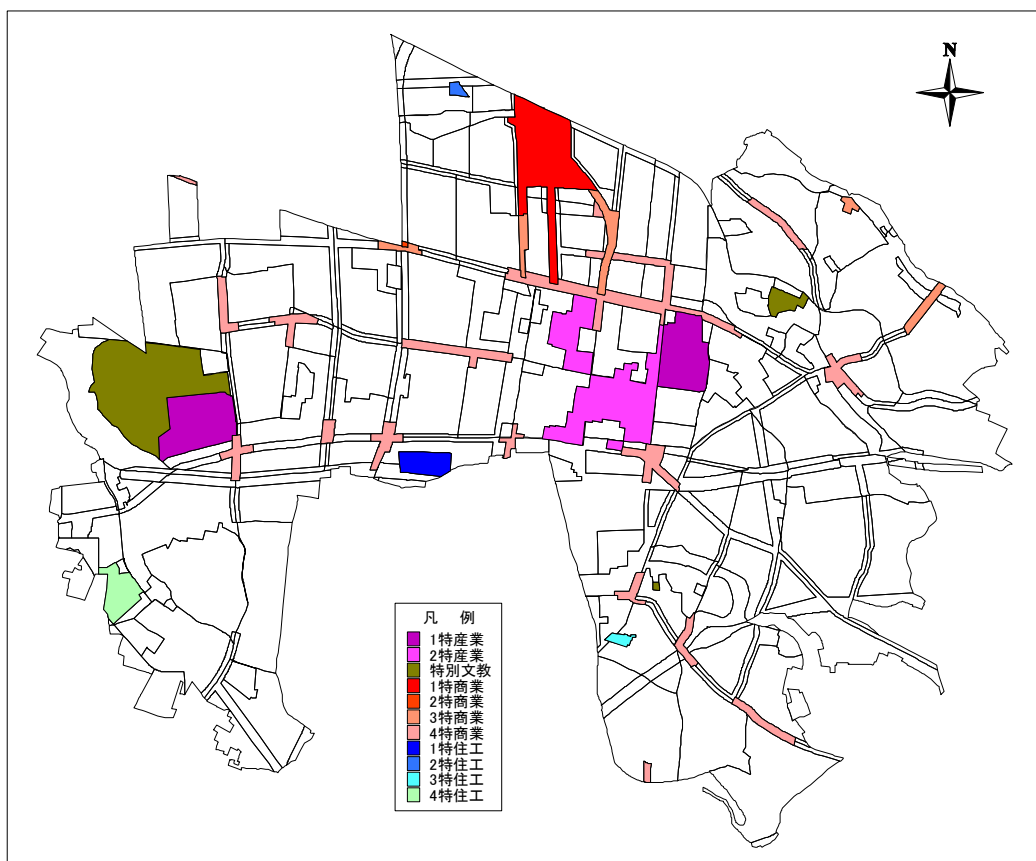 N
凡 例
1特産業
2特産業
特別文教
1特商業
2特商業
3特商業
4特商業
1特住工
2特住工
3特住工
4特住工